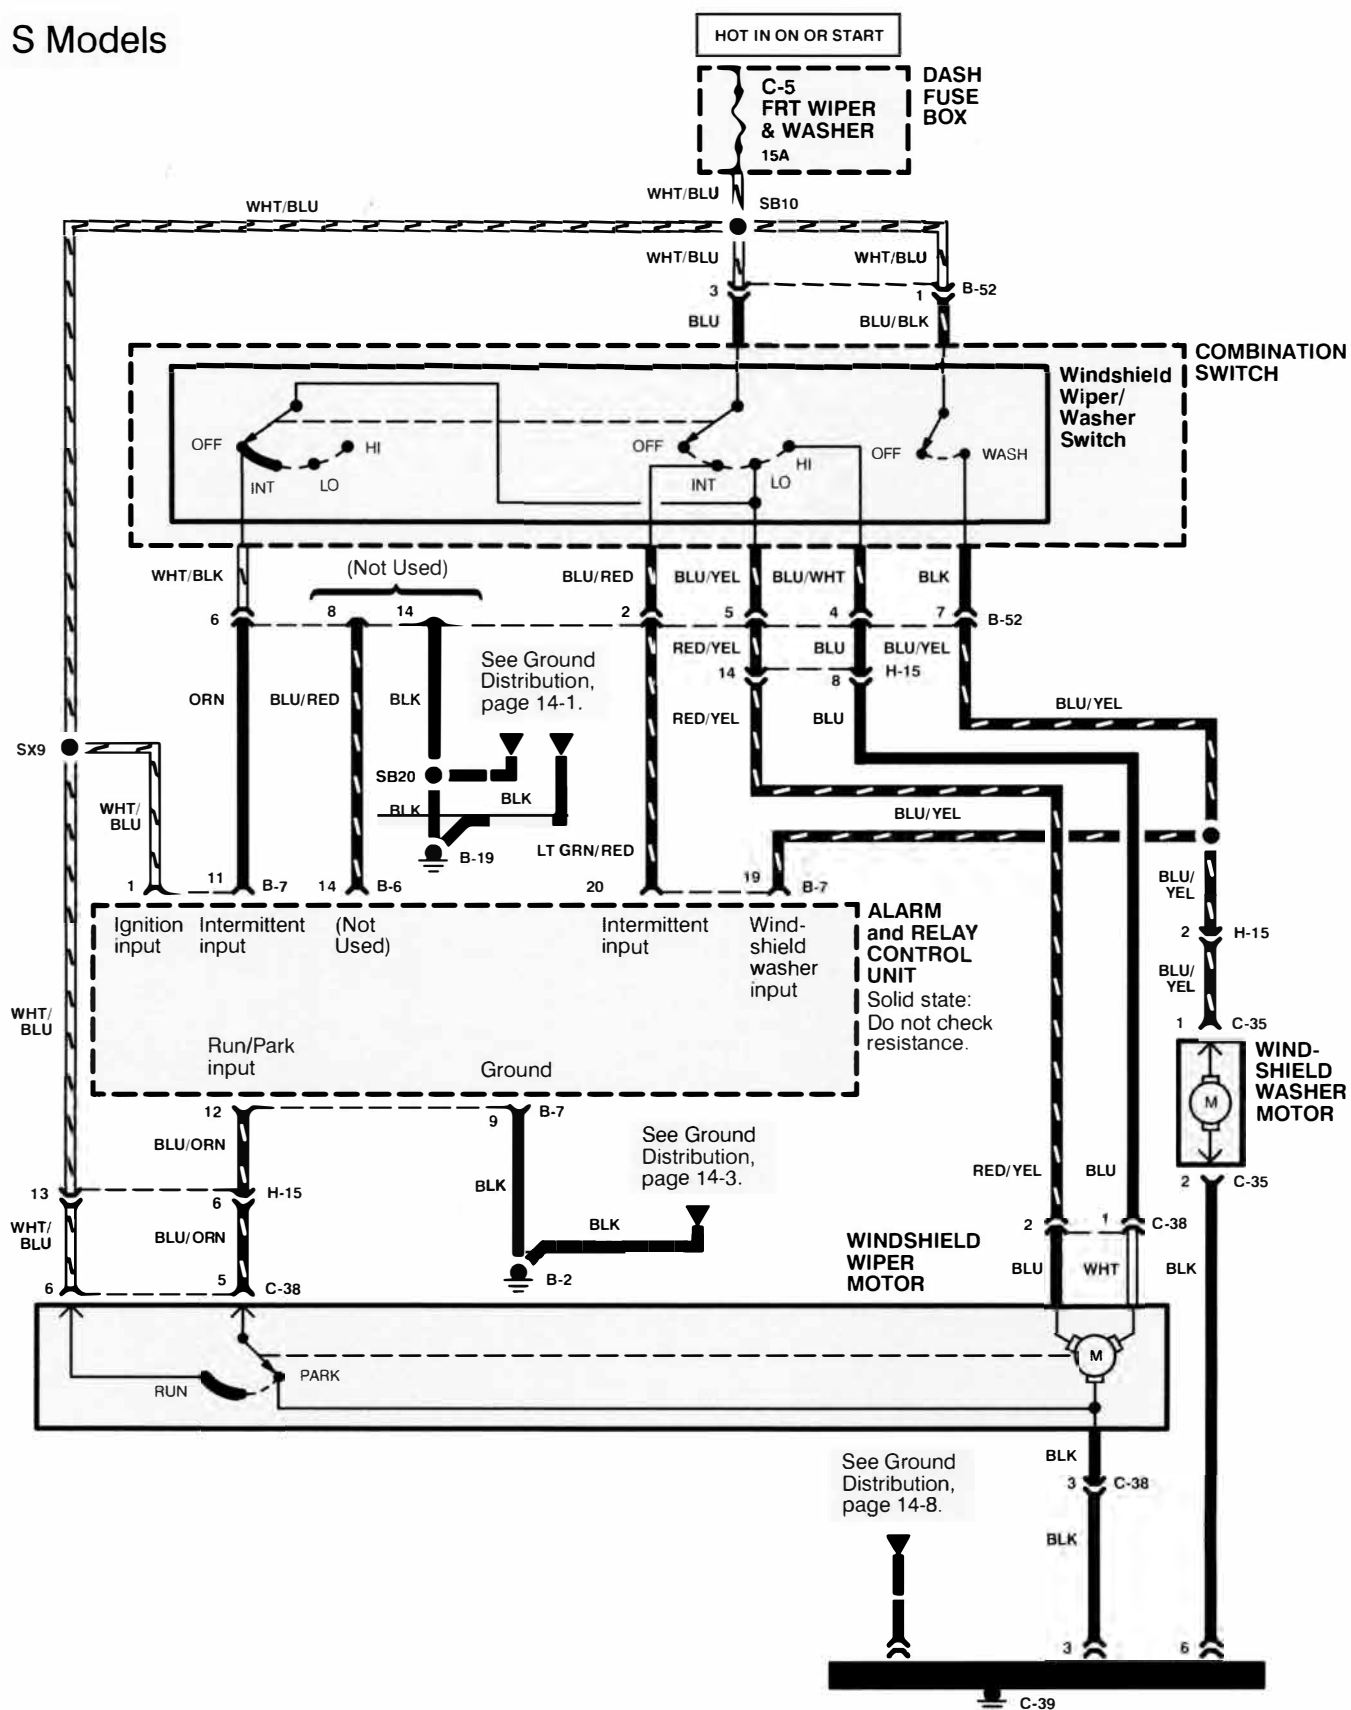 S Models
HOT IN ON OR START
C-5
FRT WIPER
& WASHER
15A
DASH
FUSE
BOX
WHT/BLU
SB10
WHT/BLU
WHT/BLU
WHT/BLU
3
1
B-52
BLU
BLU/BLK
COMBINATION
SWITCH
Windshield
Wiper/
Washer
Switch
OFF
INT
LO
HI
OFF
INT
LO
HI
OFF
WASH
WHT/BLK
(Not Used)
BLU/RED
BLU/YEL
BLU/WHT
BLK
6
8
14
2
5
4
7
B-52
RED/YEL
BLU
BLU/YEL
14
8
H-15
See Ground
Distribution,
page 14-1.
ORN
BLU/RED
BLK
RED/YEL
BLU
BLU/YEL
SX9
SB20
BLK
BLK
WHT/
BLU
BLU/YEL
B-19
LT GRN/RED
1
11
B-7
14
B-6
20
19
B-7
BLU/
YEL
Ignition
input
Intermittent
input
(Not
Used)
Intermittent
input
Wind-
shield
washer
input
ALARM
and RELAY
CONTROL
UNIT
Solid state:
Do not check
resistance.
2
H-15
BLU/
YEL
WHT/
BLU
1
C-35
Run/Park
input
Ground
WIND-
SHIELD
WASHER
MOTOR
M
12
9
B-7
BLU/ORN
See Ground
Distribution,
page 14-3.
RED/YEL
BLU
2
C-35
13
6
H-15
BLK
WHT/
BLU
BLU/ORN
BLK
2
1
C-38
WINDSHIELD
WIPER
MOTOR
BLU
WHT
BLK
6
5
C-38
B-2
RUN
PARK
M
BLK
See Ground
Distribution,
page 14-8.
3
C-38
BLK
3
6
C-39